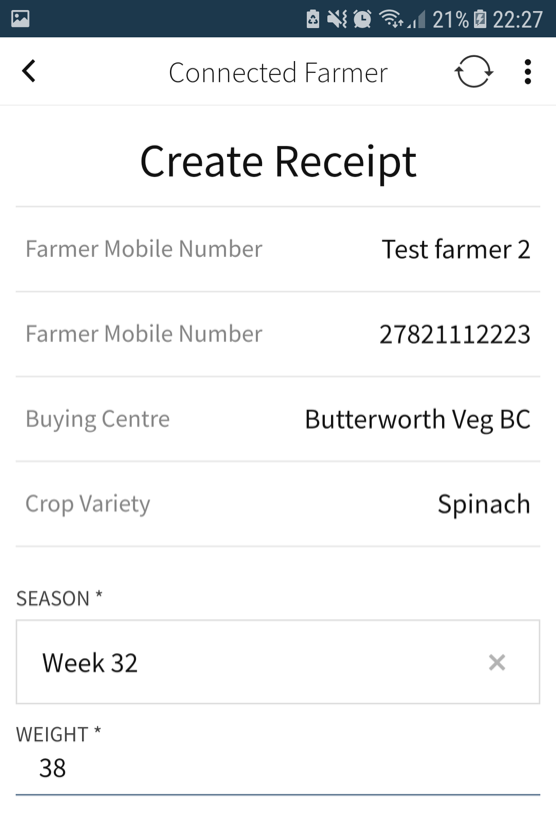 21% 22:27
Connected Farmer
Create Receipt
Farmer Mobile Number Test farmer 2
Farmer Mobile Number 27821112223
Buying Centre Butterworth Veg BC
Crop Variety Spinach
SEASON *
Week 32
WEIGHT *
38